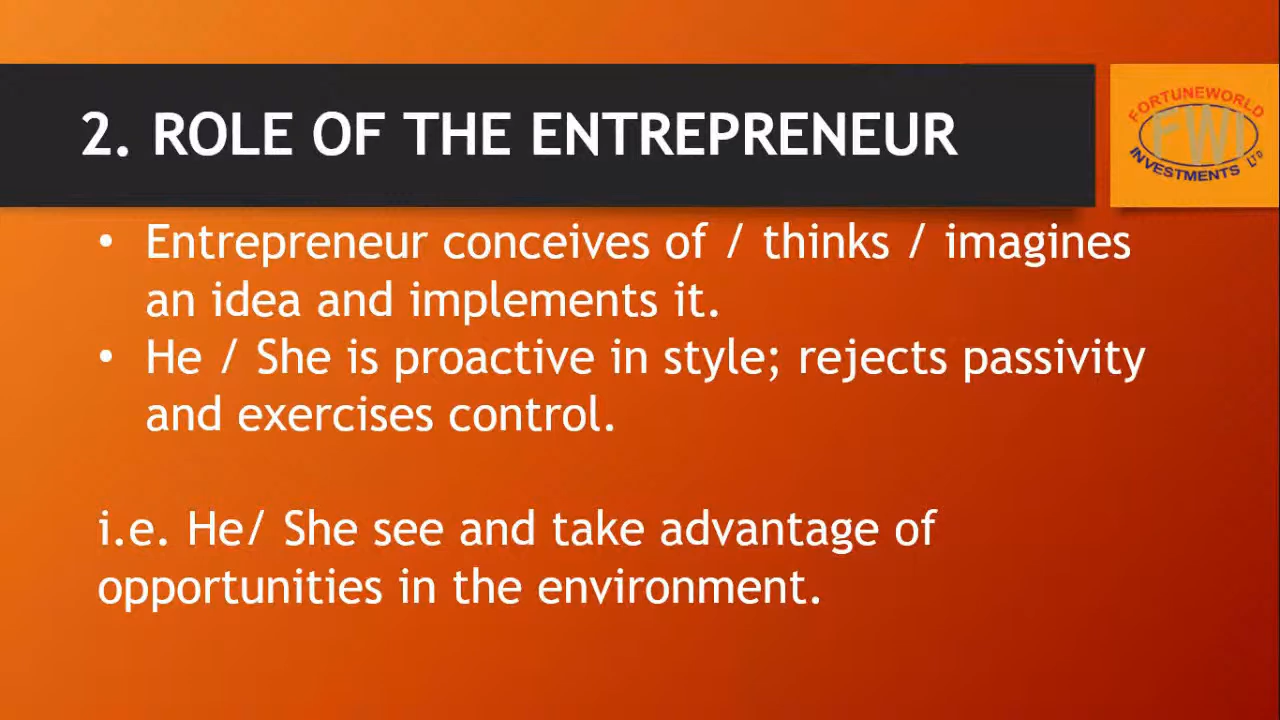 2. ROLE OF THE ENTREPRENEUR
FORTUNEWORLD
FWI
INVESTMENTS LTD
• Entrepreneur conceives of / thinks / imagines
an idea and implements it.
• He / She is proactive in style; rejects passivity
and exercises control.
i.e. He/ She see and take advantage of
opportunities in the environment.